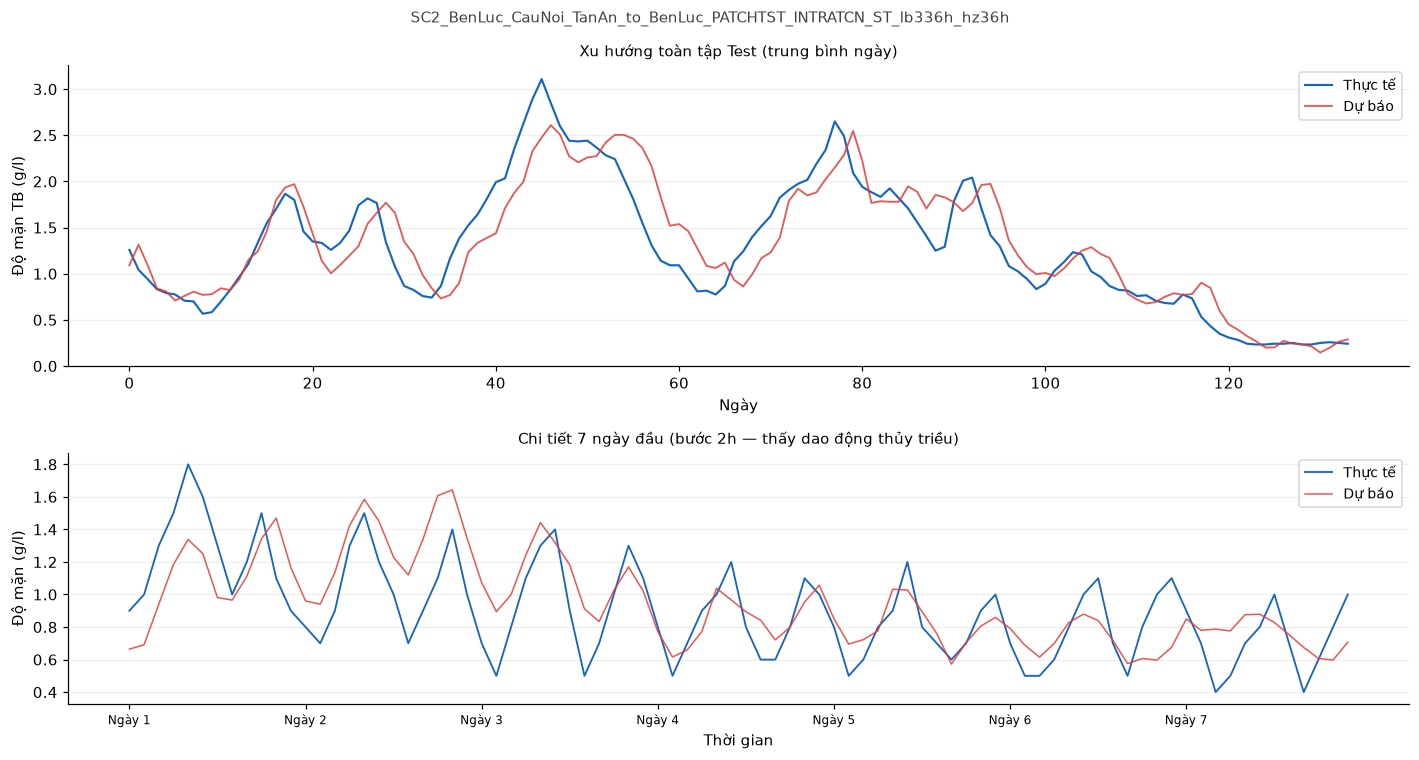 SC2_BenLuc_CauNoi_TanAn_to_BenLuc_PATCHTST_INTRATCN_ST_lb336h_hz36h
Xu hướng toàn tập Test (trung bình ngày)
Độ mặn TB (g/l)
3.0
2.5
2.0
1.5
1.0
0.5
0.0
Thực tế
Dự báo
0 20 40 60 80 100 120
Ngày
Chi tiết 7 ngày đầu (bước 2h — thấy dao động thủy triều)
Độ mặn (g/l)
1.8
1.6
1.4
1.2
1.0
0.8
0.6
0.4
Thực tế
Dự báo
Ngày 1 Ngày 2 Ngày 3 Ngày 4 Ngày 5 Ngày 6 Ngày 7
Thời gian